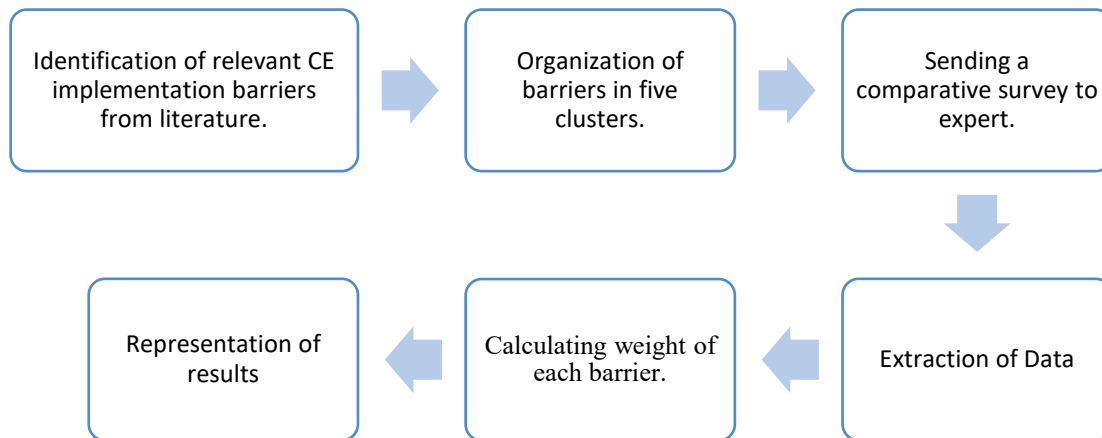 Identification of relevant CE
implementation barriers
from literature.
Organization of
barriers in five
clusters.
Sending a
comparative survey to
expert.
Extraction of Data
Calculating weight of
each barrier.
Representation of
results